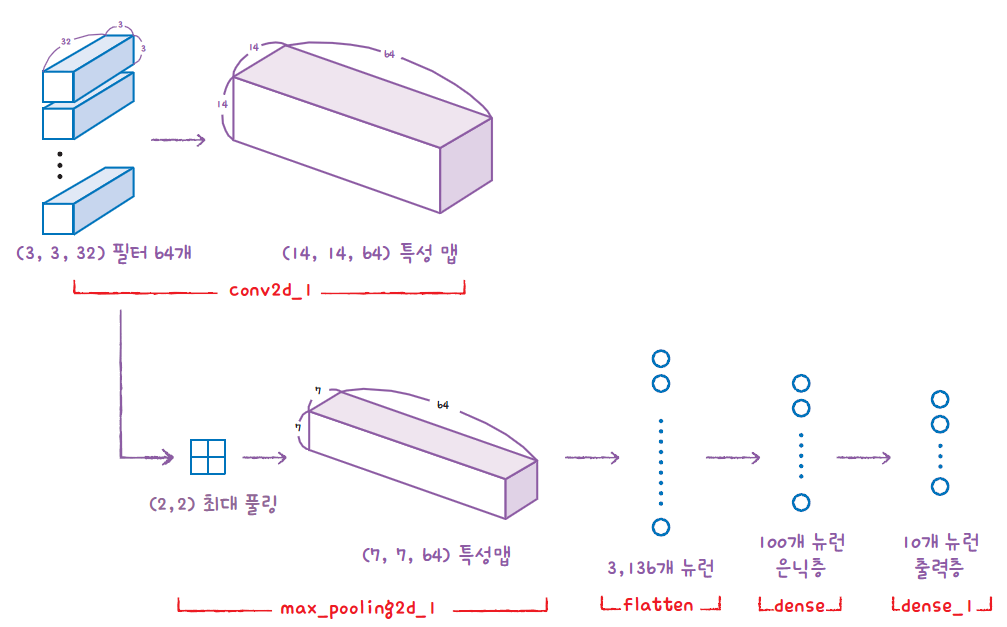 32
3
3
14
14
64
(3, 3, 32) 필터 64개
(14, 14, 64) 특성 맵
conv2d_1
7
7
64
(2,2) 최대 풀링
(7, 7, 64) 특성맵
3,136개 뉴런
100개 뉴런
은닉층
10개 뉴런
출력층
max_pooling2d_1
flatten
dense
dense_1